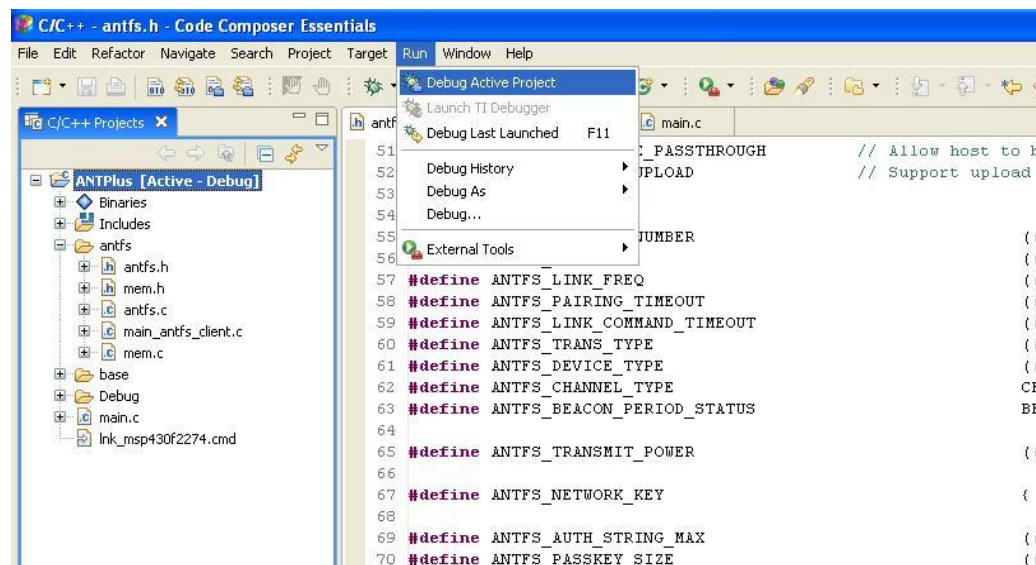 C/C++ - antfs.h - Code Composer Essentials
File Edit Refactor Navigate Search Project Target Run Window Help
Debug Active Project
Launch TI Debugger
Debug Last Launched F11
Debug History
Debug As
Debug...
External Tools
C/C++ Projects
ANTPlus [Active - Debug]
Binaries
Includes
antfs
antfs.h
mem.h
antfs.c
main_antfs_client.c
mem.c
base
Debug
main.c
lnk_msp430f2274.cmd
antf main.c
51 _PASSTHROUGH // Allow host to
52 UPLOAD // Support upload
53
54
55 NUMBER (
56 (
57 #define ANTFS_LINK_FREQ (
58 #define ANTFS_PAIRING_TIMEOUT (
59 #define ANTFS_LINK_COMMAND_TIMEOUT (
60 #define ANTFS_TRANS_TYPE (
61 #define ANTFS_DEVICE_TYPE (
62 #define ANTFS_CHANNEL_TYPE
63 #define ANTFS_BEACON_PERIOD_STATUS
64
65 #define ANTFS_TRANSMIT_POWER (
66
67 #define ANTFS_NETWORK_KEY {
68
69 #define ANTFS_AUTH_STRING_MAX (
70 #define ANTFS_PASSKEY_SIZE (